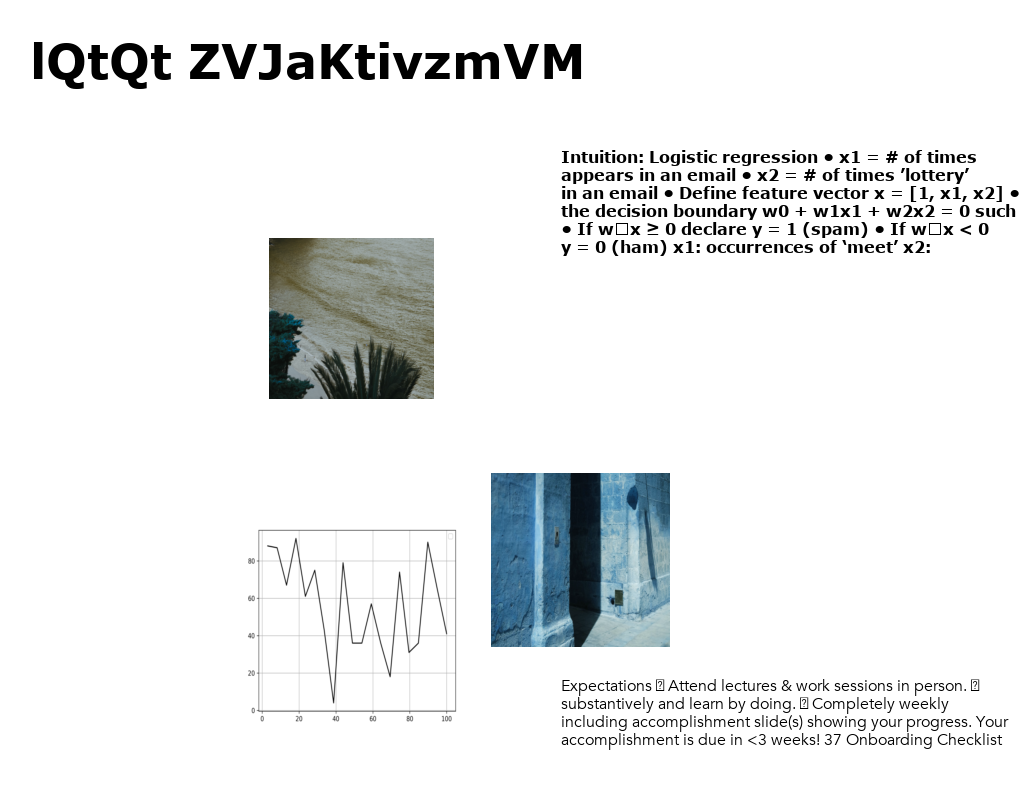 lQtQt ZVJaKtivzmVM
Intuition: Logistic regression • x1 = # of times
appears in an email • x2 = # of times ’lottery’
in an email • Define feature vector x = [1, x1, x2] •
the decision boundary w0 + w1x1 + w2x2 = 0 such
• If w□x ≥ 0 declare y = 1 (spam) • If w□x < 0
y = 0 (ham) x1: occurrences of ‘meet’ x2:
80
60
40
20
0
0 20 40 60 80 100
Expectations ⍰ Attend lectures & work sessions in person. ⍰
substantively and learn by doing. ⍰ Completely weekly
including accomplishment slide(s) showing your progress. Your
accomplishment is due in <3 weeks! 37 Onboarding Checklist